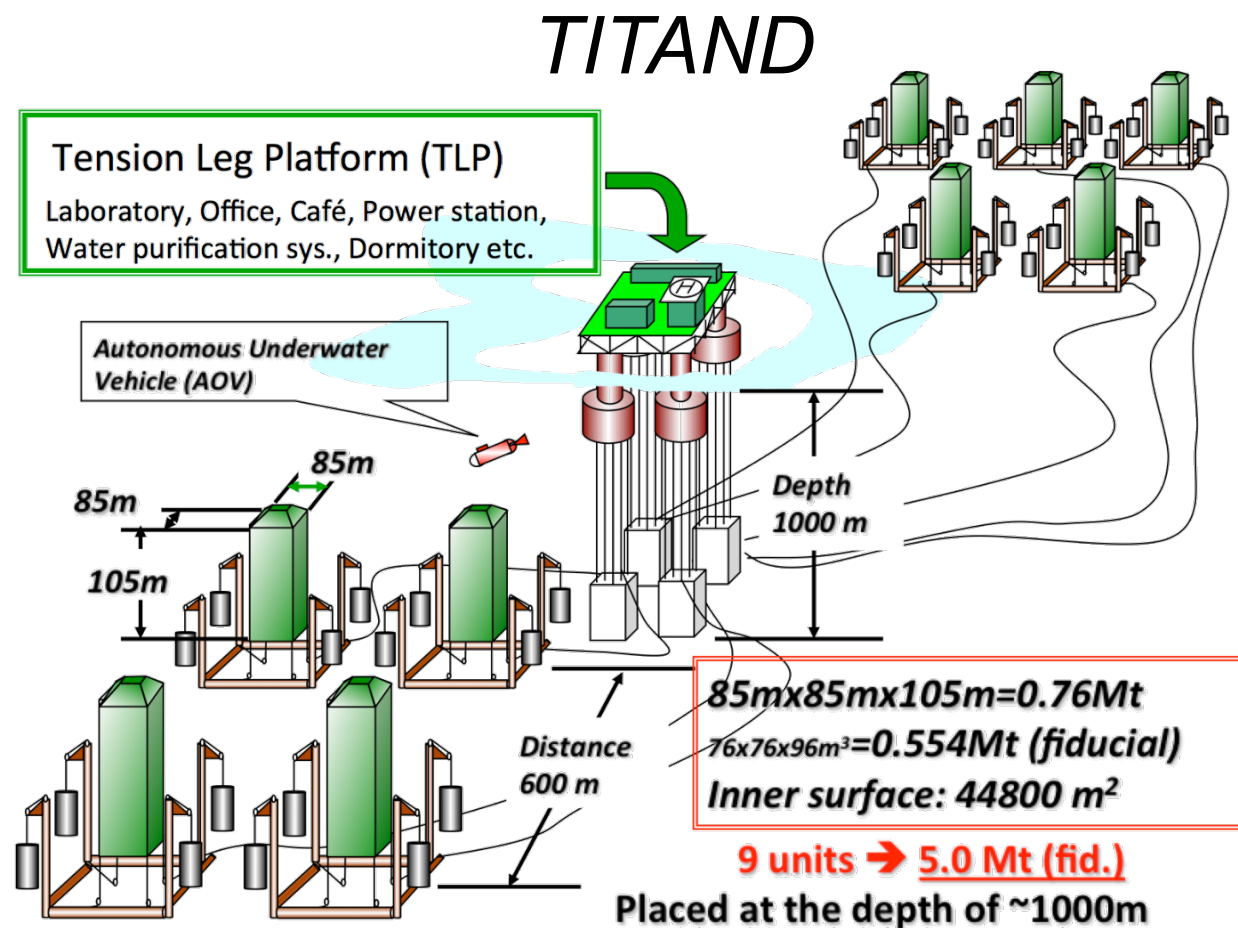 TITAND
Tension Leg Platform (TLP)
Laboratory, Office, Café, Power station,
Water purification sys., Dormitory etc.
H
Autonomous Underwater
Vehicle (AOV)
85m
85m
105m
Depth
1000 m
Distance
600 m
85mx85mx105m=0.76Mt
76x76x96m³=0.554Mt (fiducial)
Inner surface: 44800 m²
9 units ➔ 5.0 Mt (fid.)
Placed at the depth of ~1000m